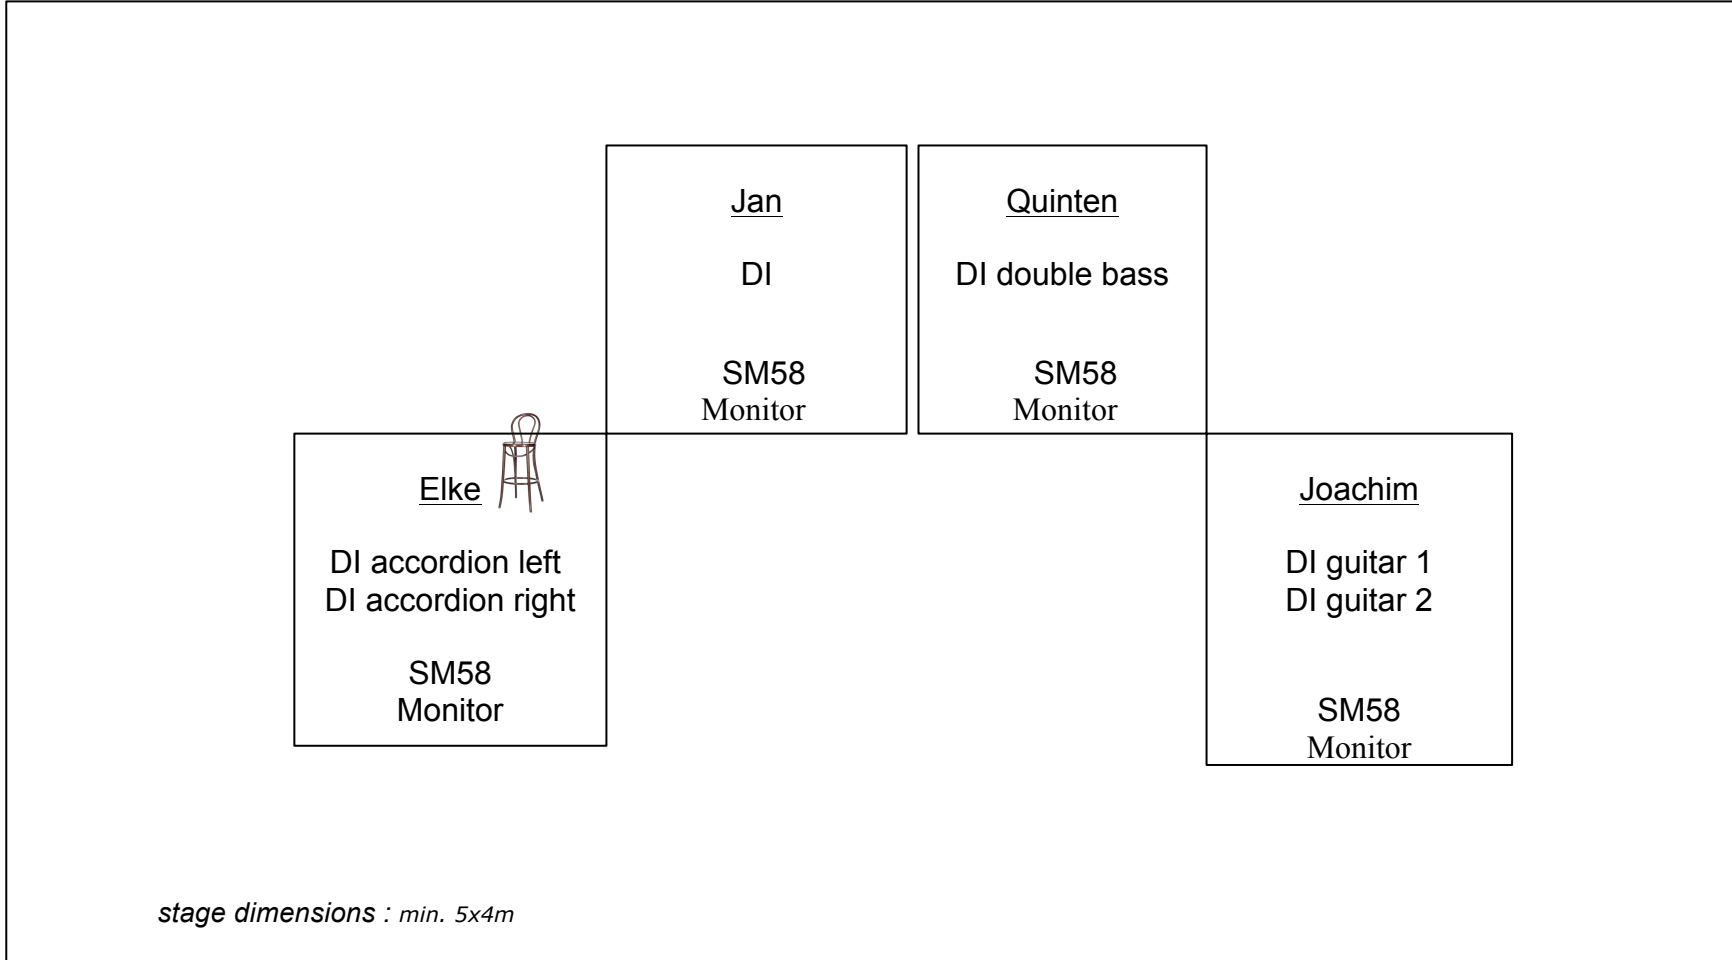 Jan
DI
SM58
Monitor
Quinten
DI double bass
SM58
Monitor
Elke
DI accordion left
DI accordion right
SM58
Monitor
Joachim
DI guitar 1
DI guitar 2
SM58
Monitor
stage dimensions : min. 5x4m